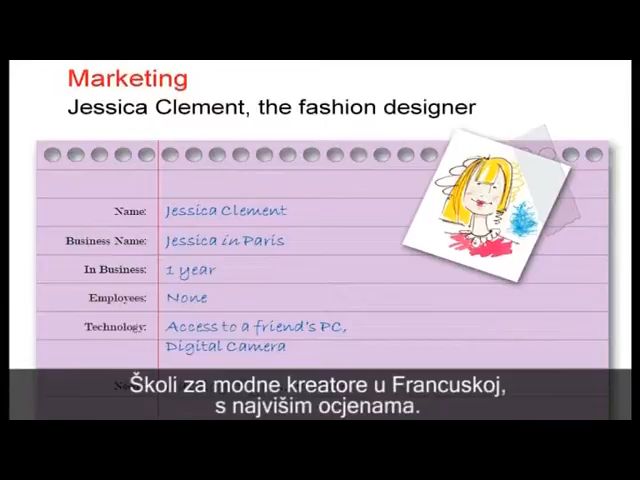 Marketing
Jessica Clement, the fashion designer
Name: Jessica Clement
Business Name: Jessica in Paris
In Business: 1 year
Employees: None
Technology: Access to a friend's PC,
Digital Camera
Školi za modne kreatore u Francuskoj,
s najvišim ocjenama.